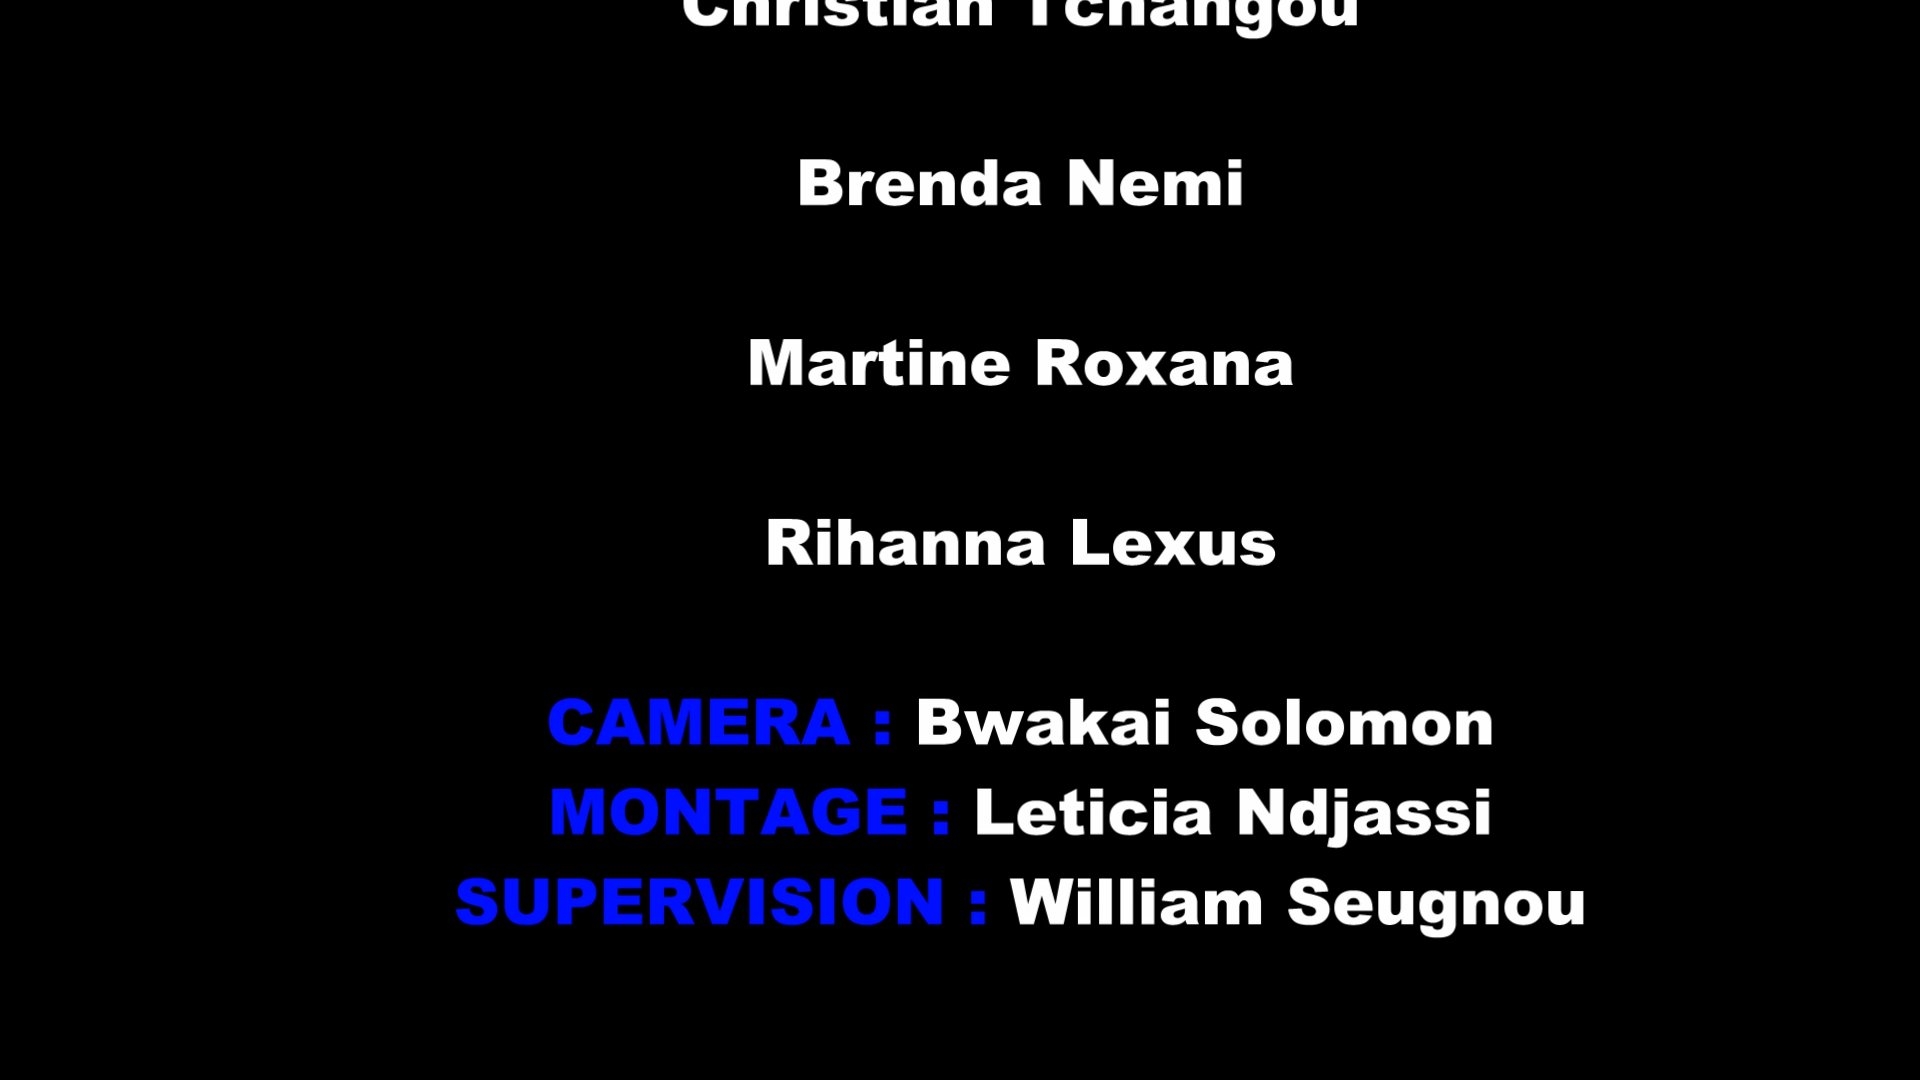 Christian Tchangou
Brenda Nemi
Martine Roxana
Rihanna Lexus
CAMERA : Bwakai Solomon
MONTAGE : Leticia Ndjassi
SUPERVISION : William Seugnou